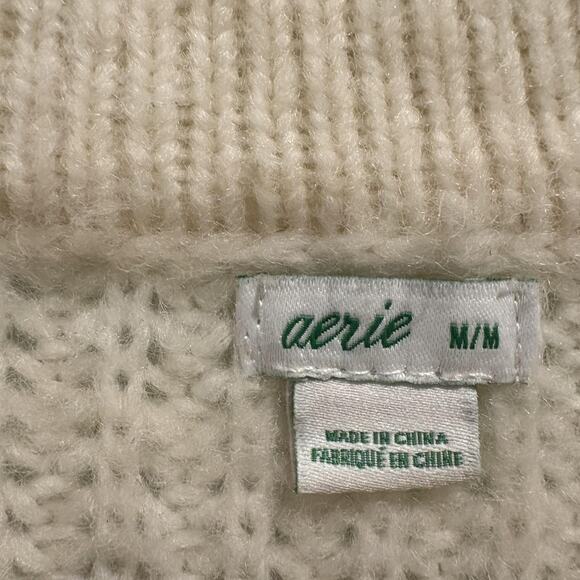 aerie M/M
MADE IN CHINA
FABRIQUÉ EN CHINE